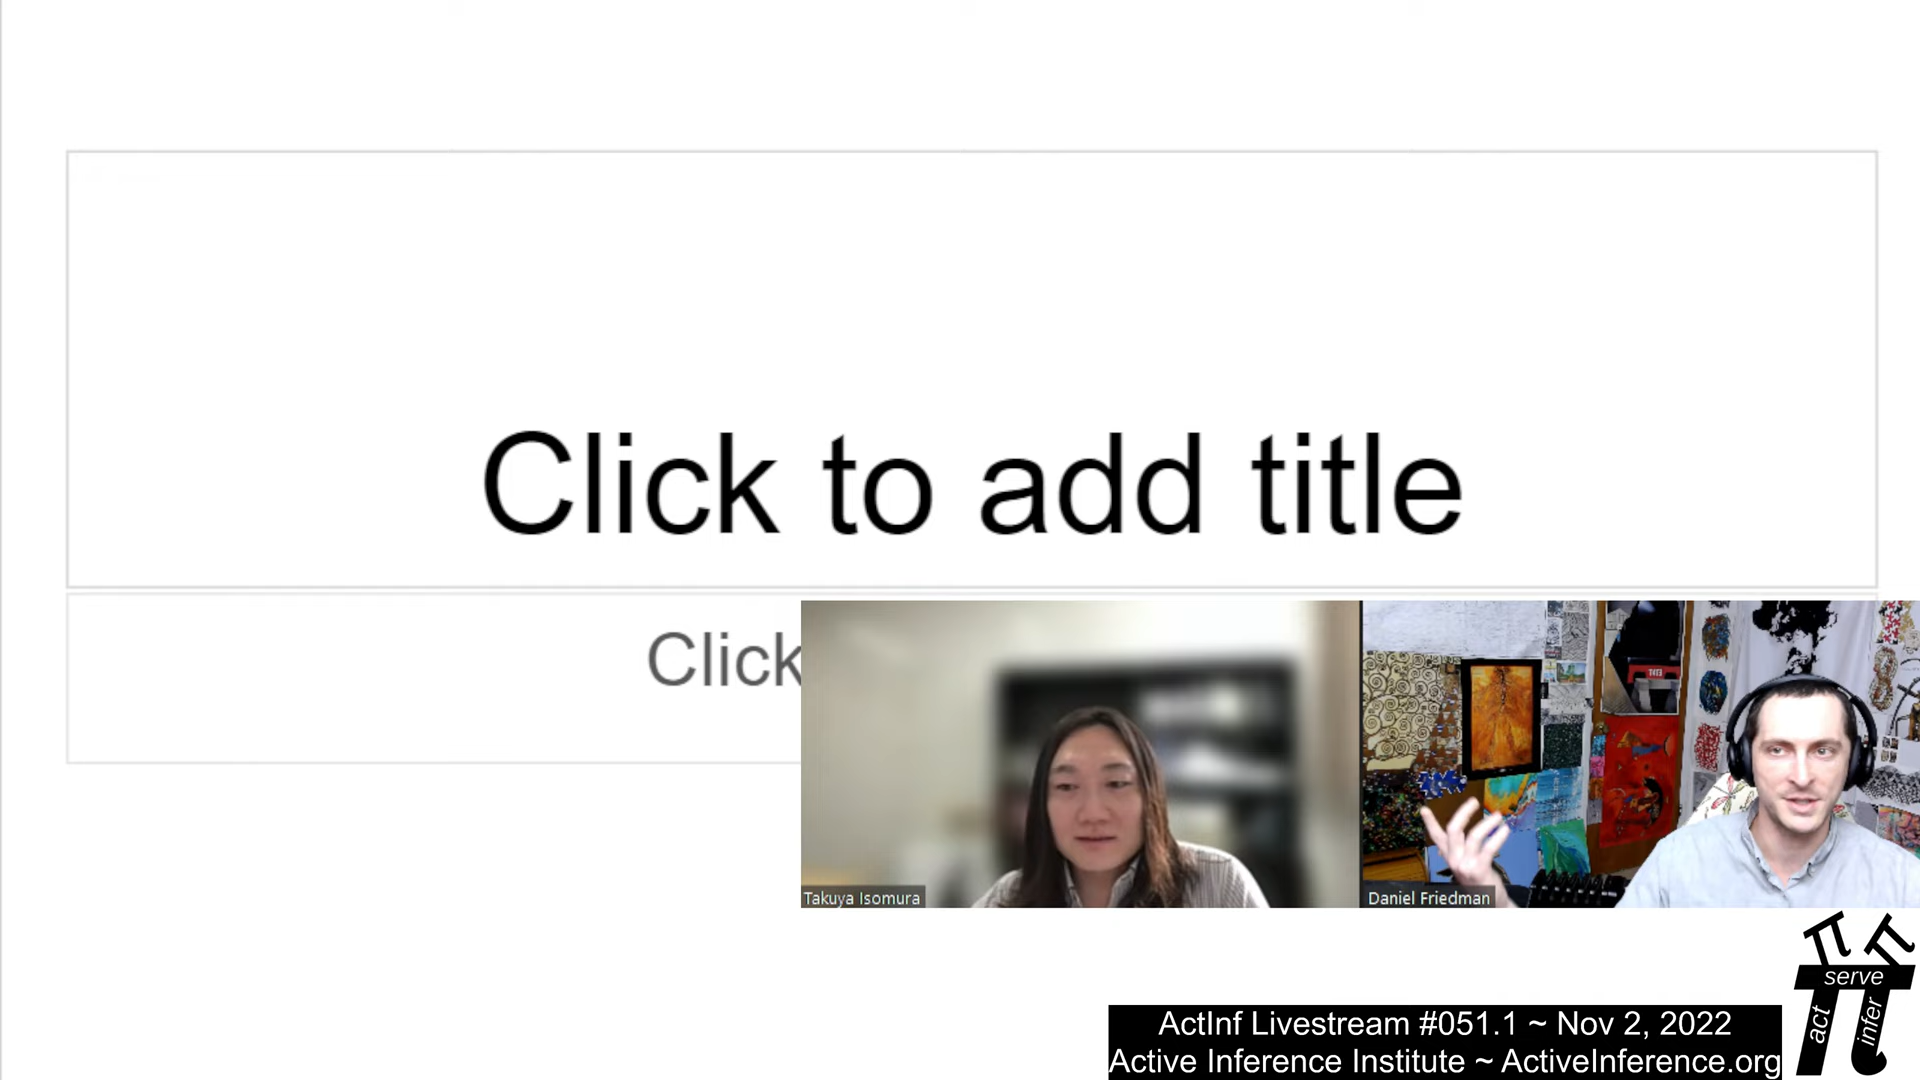 Click to add title
Click
Takuya Isomura
Daniel Friedman
serve
act
infer
ActInf Livestream #051.1 ~ Nov 2, 2022
Active Inference Institute ~ ActiveInference.org